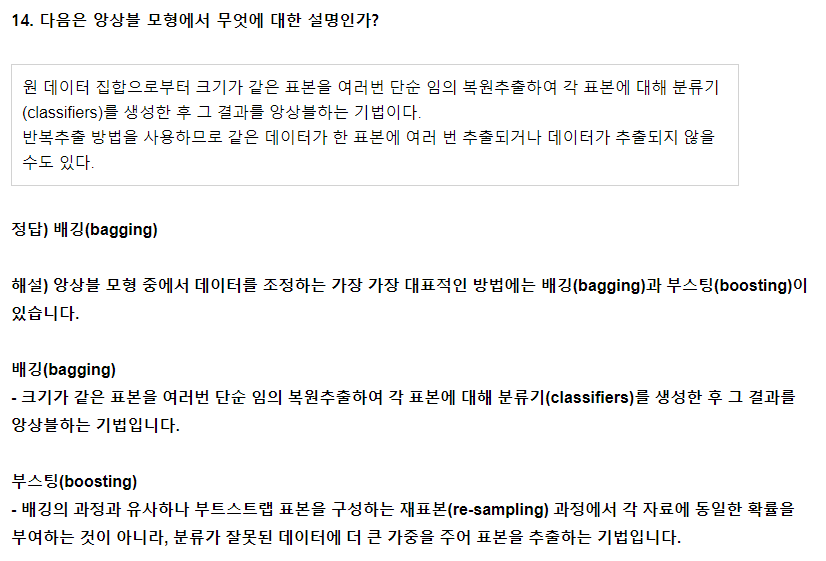 14. 다음은 앙상블 모형에서 무엇에 대한 설명인가?
원 데이터 집합으로부터 크기가 같은 표본을 여러번 단순 임의 복원추출하여 각 표본에 대해 분류기
(classifiers)를 생성한 후 그 결과를 앙상블하는 기법이다.
반복추출 방법을 사용하므로 같은 데이터가 한 표본에 여러 번 추출되거나 데이터가 추출되지 않을
수도 있다.
정답) 배깅(bagging)
해설) 앙상블 모형 중에서 데이터를 조정하는 가장 가장 대표적인 방법에는 배깅(bagging)과 부스팅(boosting)이
있습니다.
배깅(bagging)
- 크기가 같은 표본을 여러번 단순 임의 복원추출하여 각 표본에 대해 분류기(classifiers)를 생성한 후 그 결과를
앙상블하는 기법입니다.
부스팅(boosting)
- 배깅의 과정과 유사하나 부트스트랩 표본을 구성하는 재표본(re-sampling) 과정에서 각 자료에 동일한 확률을
부여하는 것이 아니라, 분류가 잘못된 데이터에 더 큰 가중을 주어 표본을 추출하는 기법입니다.